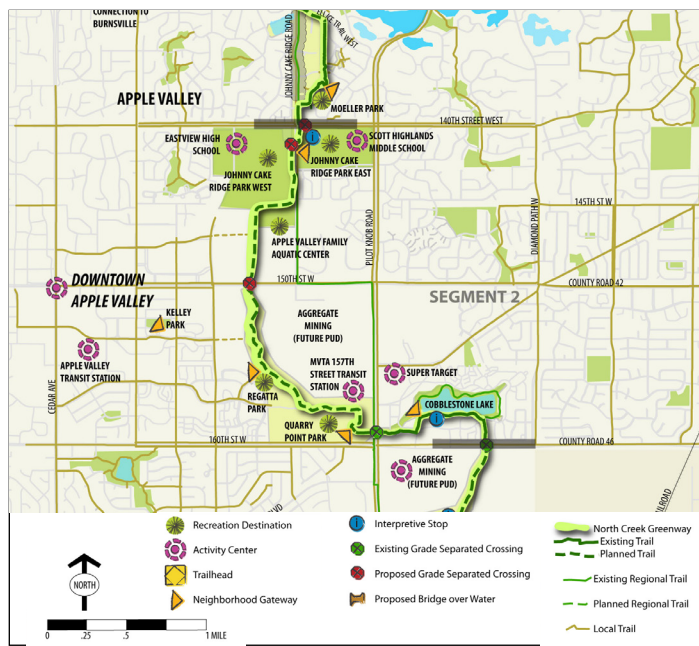 CONNECTION TO
BURNSVILLE
JOHNNY CAKE RIDGE ROAD
TRAIL WEST
APPLE VALLEY
MOELLER PARK
140TH STREET WEST
EASTVIEW HIGH
SCHOOL
SCOTT HIGHLANDS
MIDDLE SCHOOL
JOHNNY CAKE
RIDGE PARK WEST
JOHNNY CAKE
RIDGE PARK EAST
145TH ST W
PILOT KNOB ROAD
DIAMOND PATH W
APPLE VALLEY FAMILY
AQUATIC CENTER
DOWNTOWN
APPLE VALLEY
150TH ST W
COUNTY ROAD 42
SEGMENT 2
KELLEY
PARK
AGGREGATE
MINING
(FUTURE PUD)
APPLE VALLEY
TRANSIT STATION
MVTA 157TH
STREET TRANSIT
STATION
SUPER TARGET
CEDAR AVE
REGATTA
PARK
COBBLESTONE LAKE
QUARRY
POINT PARK
160TH ST W
COUNTY ROAD 46
AGGREGATE
MINING
(FUTURE PUD)
Recreation Destination
Activity Center
Trailhead
Neighborhood Gateway
Interpretive Stop
Existing Grade Separated Crossing
Proposed Grade Separated Crossing
Proposed Bridge over Water
North Creek Greenway
Existing Trail
Planned Trail
Existing Regional Trail
Planned Regional Trail
Local Trail
NORTH
0 .25 .5 1 MILE